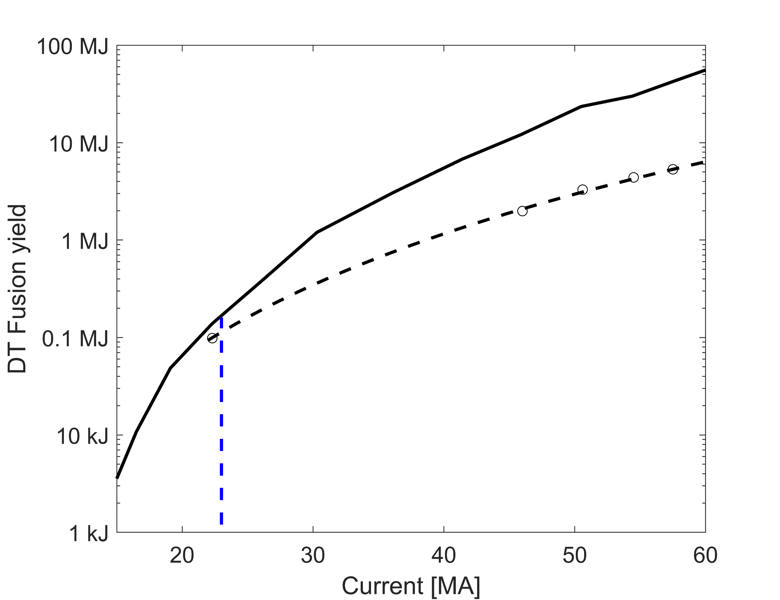 100 MJ
10 MJ
1 MJ
0.1 MJ
10 kJ
1 kJ
DT Fusion yield
20 30 40 50 60
Current [MA]